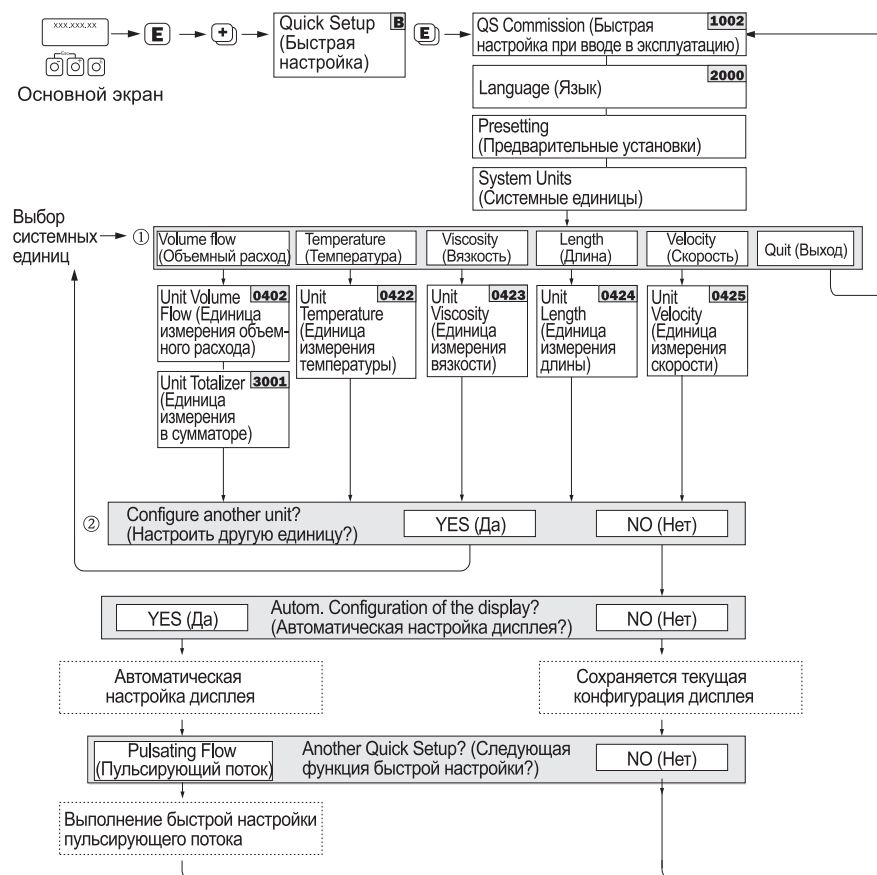 xxx.xxx.xx
Esc
E
+
Quick Setup B
(Быстрая
настройка)
E
QS Commission (Быстрая 1002
настройка при вводе в эксплуатацию)
Основной экран
Language (Язык) 2000
Presetting
(Предварительные установки)
System Units
(Системные единицы)
Выбор
системных
единиц
①
Volume flow
(Объемный расход)
Temperature
(Температура)
Viscosity
(Вязкость)
Length
(Длина)
Velocity
(Скорость)
Quit (Выход)
Unit Volume 0402
Flow (Единица
измерения объем-
ного расхода)
Unit 0422
Temperature
(Единица
измерения
температуры)
Unit 0423
Viscosity
(Единица
измерения
вязкости)
Unit 0424
Length
(Единица
измерения
длины)
Unit 0425
Velocity
(Единица
измерения
скорости)
Unit Totalizer 3001
(Единица
измерения
в сумматоре)
②
Configure another unit?
(Настроить другую единицу?)
YES (Да)
NO (Нет)
YES (Да)
Autom. Configuration of the display?
(Автоматическая настройка дисплея?)
NO (Нет)
Автоматическая
настройка дисплея
Сохраняется текущая
конфигурация дисплея
Pulsating Flow
(Пульсирующий поток)
Another Quick Setup? (Следующая
функция быстрой настройки?)
NO (Нет)
Выполнение быстрой настройки
пульсирующего потока